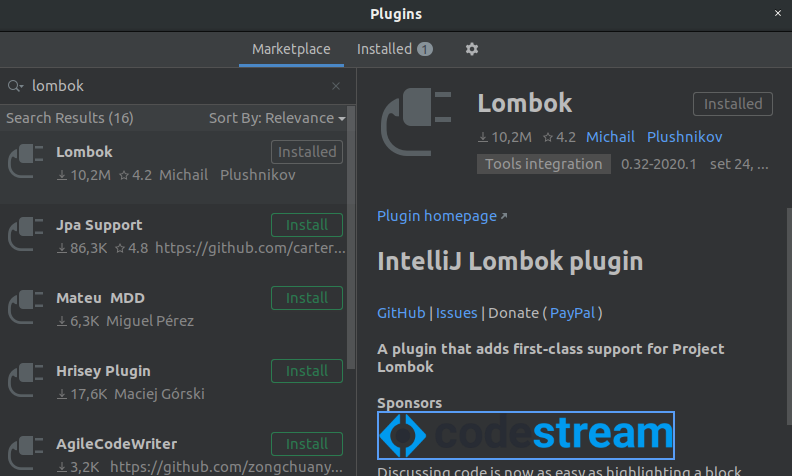 Plugins
Marketplace Installed 1
lombok
Search Results (16) Sort By: Relevance
Lombok Installed
10,2M 4.2 Michail Plushnikov
Jpa Support Install
86,3K 4.8 https://github.com/carter...
Mateu MDD Install
6,3K Miguel Pérez
Hrisey Plugin Install
17,6K Maciej Górski
AgileCodeWriter Install
3,2K https://github.com/zongchuany...
Lombok Installed
10,2M 4.2 Michail Plushnikov
Tools integration 0.32-2020.1 set 24, ...
Plugin homepage
IntelliJ Lombok plugin
GitHub | Issues | Donate ( PayPal )
A plugin that adds first-class support for Project
Lombok
Sponsors
codestream
Discussing code is now as easy as highlighting a block